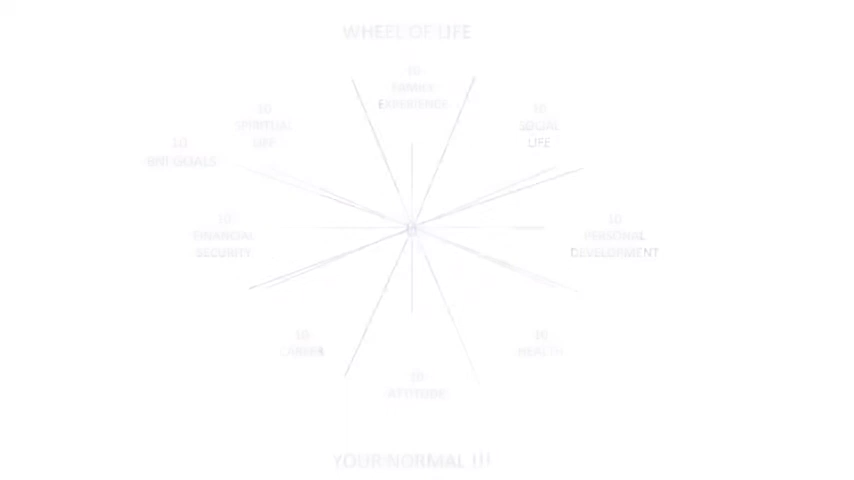 WHEEL OF LIFE
10
FAMILY
EXPERIENCE
10
SOCIAL
LIFE
10
PERSONAL
DEVELOPMENT
10
HEALTH
10
ATTITUDE
10
CAREER
10
FINANCIAL
SECURITY
10
BNI GOALS
10
SPIRITUAL
LIFE
YOUR NORMAL !!!